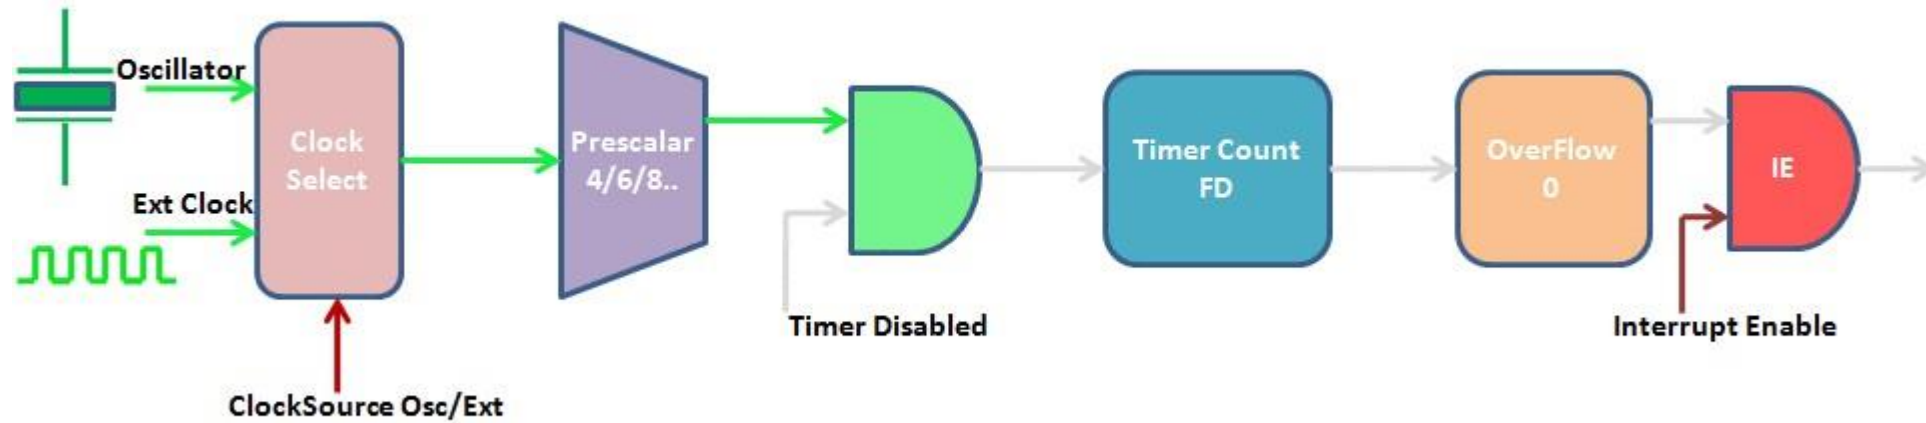 Oscillator
Ext Clock
Clock
Select
ClockSource Osc/Ext
Prescalar
4/6/8..
Timer Disabled
Timer Count
FD
OverFlow
0
IE
Interrupt Enable